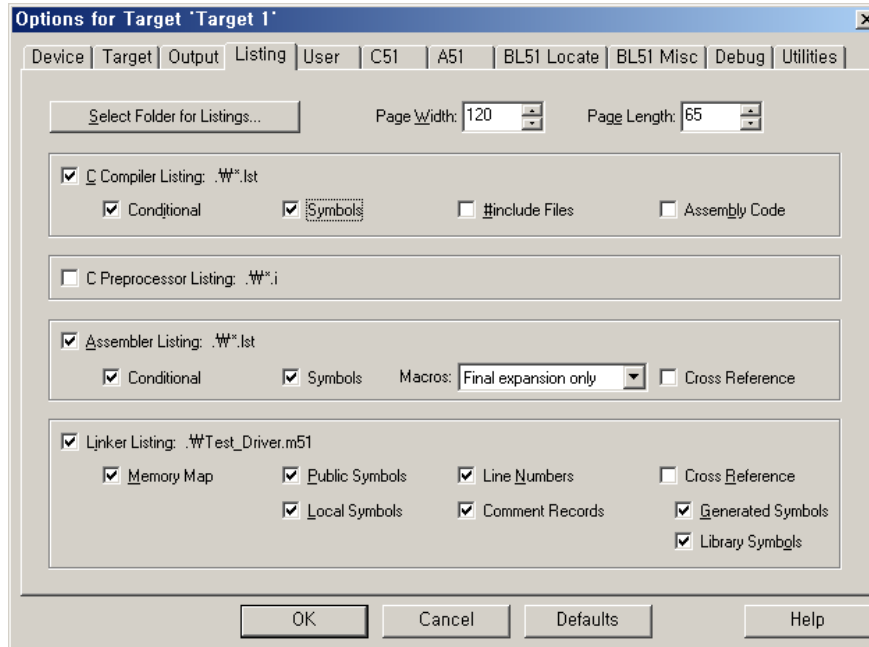 Options for Target 'Target 1'
Device Target Output Listing User C51 A51 BL51 Locate BL51 Misc Debug Utilities
Select Folder for Listings... Page Width: 120 Page Length: 65
C Compiler Listing: .₩*.lst
Conditional Symbols #include Files Assembly Code
C Preprocessor Listing: .₩*.i
Assembler Listing: .₩*.lst
Conditional Symbols Macros: Final expansion only Cross Reference
Linker Listing: .₩Test_Driver.m51
Memory Map Public Symbols Line Numbers Cross Reference
Local Symbols Comment Records Generated Symbols
Library Symbols
OK Cancel Defaults Help